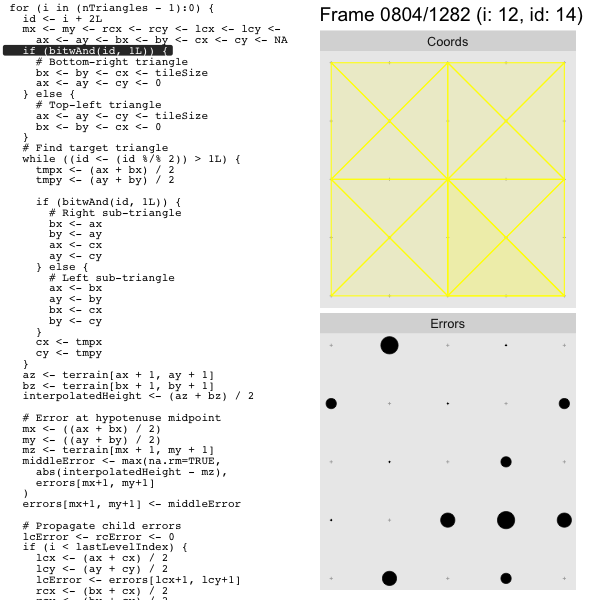 for (i in (nTriangles - 1):0) {
  id <- i + 2L
  mx <- my <- rcx <- rcy <- lcx <- lcy <-
    ax <- ay <- bx <- by <- cx <- cy <- NA
  if (bitwAnd(id, 1L)) {
    # Bottom-right triangle
    bx <- by <- cx <- tileSize
    ax <- ay <- cy <- 0
  } else {
    # Top-left triangle
    ax <- ay <- cy <- tileSize
    bx <- by <- cx <- 0
  }
  # Find target triangle
  while ((id <- (id %/% 2)) > 1L) {
    tmpx <- (ax + bx) / 2
    tmpy <- (ay + by) / 2

    if (bitwAnd(id, 1L)) {
      # Right sub-triangle
      bx <- ax
      by <- ay
      ax <- cx
      ay <- cy
    } else {
      # Left sub-triangle
      ax <- bx
      ay <- by
      bx <- cx
      by <- cy
    }
    cx <- tmpx
    cy <- tmpy
  }
  az <- terrain[ax + 1, ay + 1]
  bz <- terrain[bx + 1, by + 1]
  interpolatedHeight <- (az + bz) / 2

  # Error at hypotenuse midpoint
  mx <- ((ax + bx) / 2)
  my <- ((ay + by) / 2)
  mz <- terrain[mx + 1, my + 1]
  middleError <- max(na.rm=TRUE,
    abs(interpolatedHeight - mz),
    errors[mx+1, my+1]
  )
  errors[mx+1, my+1] <- middleError

  # Propagate child errors
  lcError <- rcError <- 0
  if (i < lastLevelIndex) {
    lcx <- (ax + cx) / 2
    lcy <- (ay + cy) / 2
    lcError <- errors[lcx+1, lcy+1]
    rcx <- (bx + cx) / 2
Frame 0804/1282 (i: 12, id: 14)
Coords
Errors